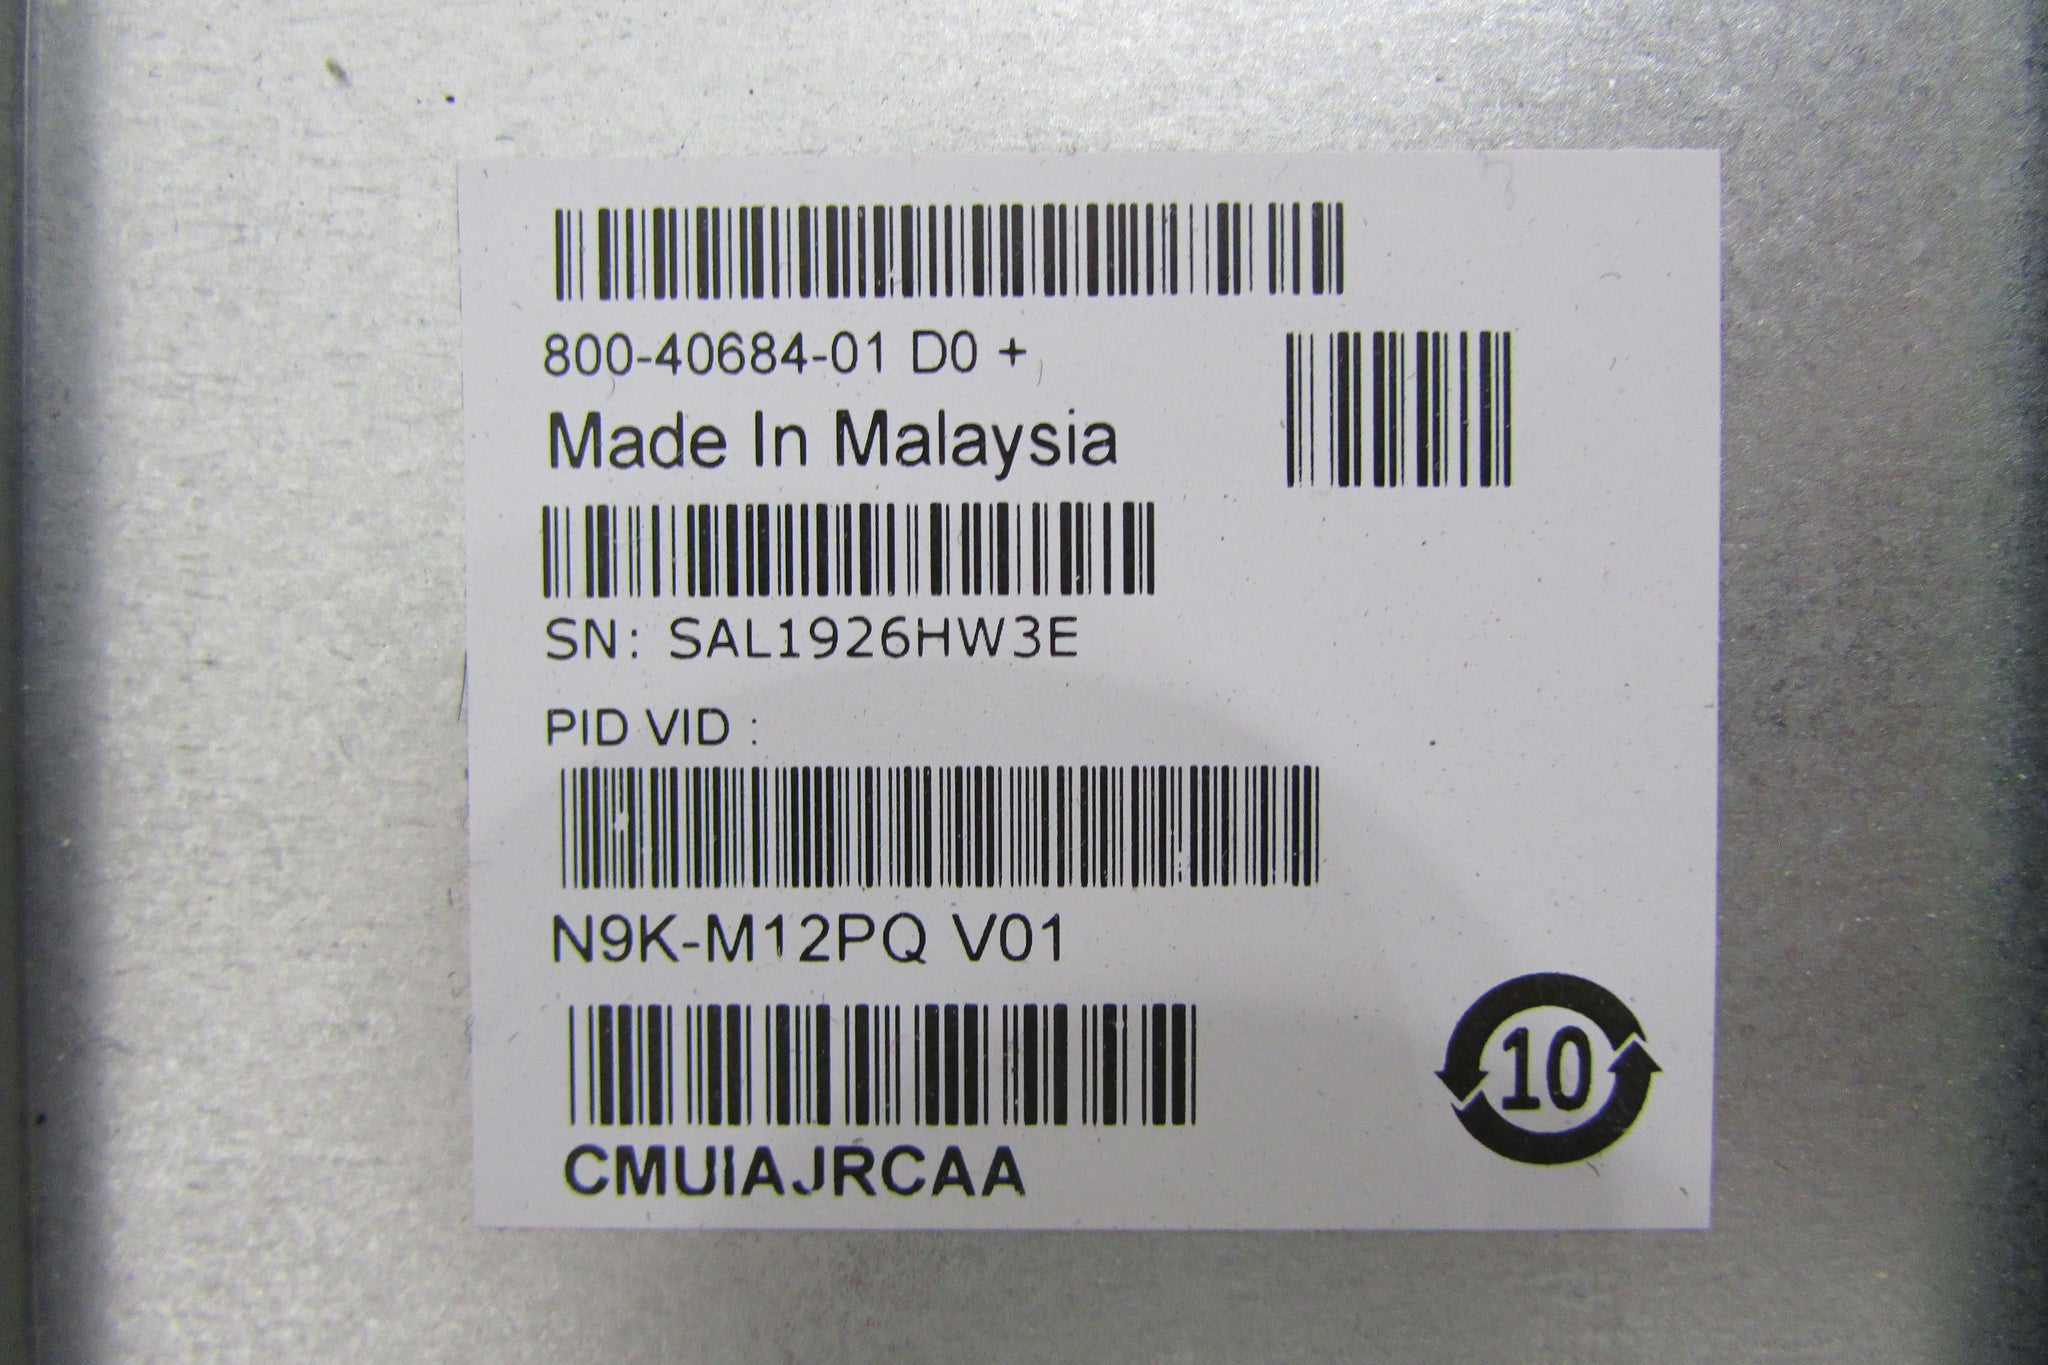 800-40684-01 D0 +
Made In Malaysia
SN: SAL1926HW3E
PID VID :
N9K-M12PQ V01
10
CMUIAJRCAA